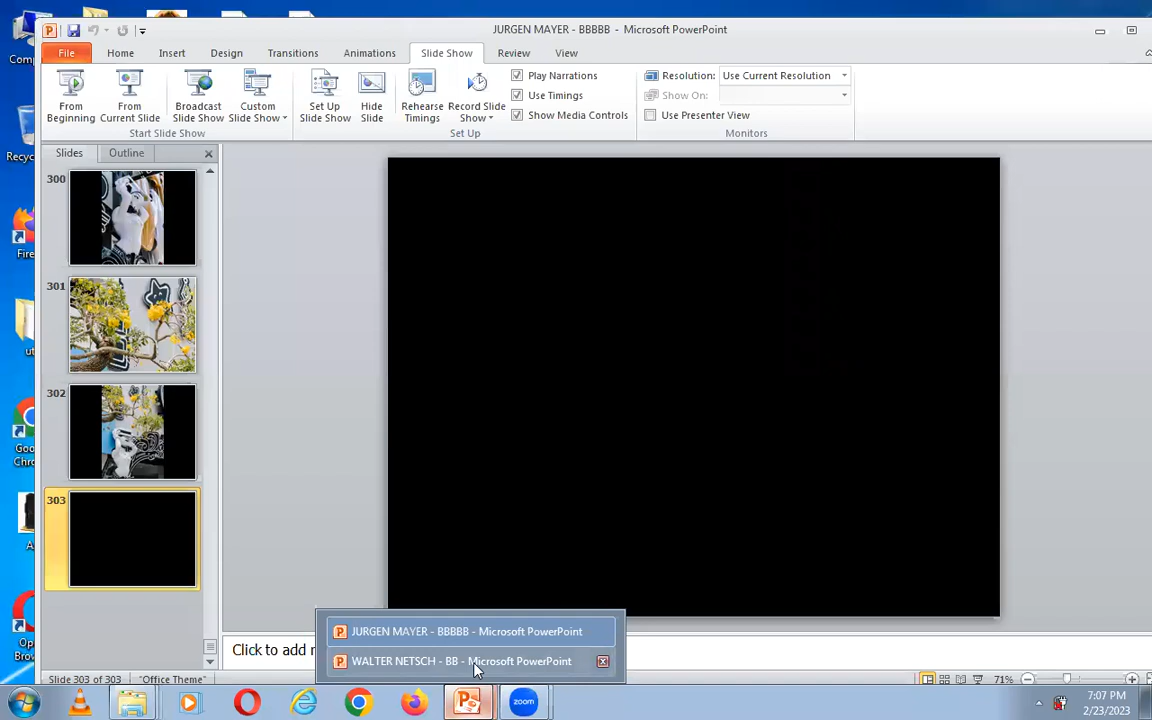 JURGEN MAYER - BBBBB - Microsoft PowerPoint
File Home Insert Design Transitions Animations Slide Show Review View
From Beginning
From Current Slide
Broadcast Slide Show
Custom Slide Show
Set Up Slide Show
Hide Slide
Rehearse Timings
Record Slide Show
Play Narrations
Use Timings
Show Media Controls
Resolution: Use Current Resolution
Show On:
Use Presenter View
Start Slide Show
Set Up
Monitors
Slides Outline
300
301
302
303
Click to add
JURGEN MAYER - BBBBB - Microsoft PowerPoint
WALTER NETSCH - BB - Microsoft PowerPoint
Slide 303 of 303 "Office Theme" 71%
zoom
7:07 PM
2/23/2023